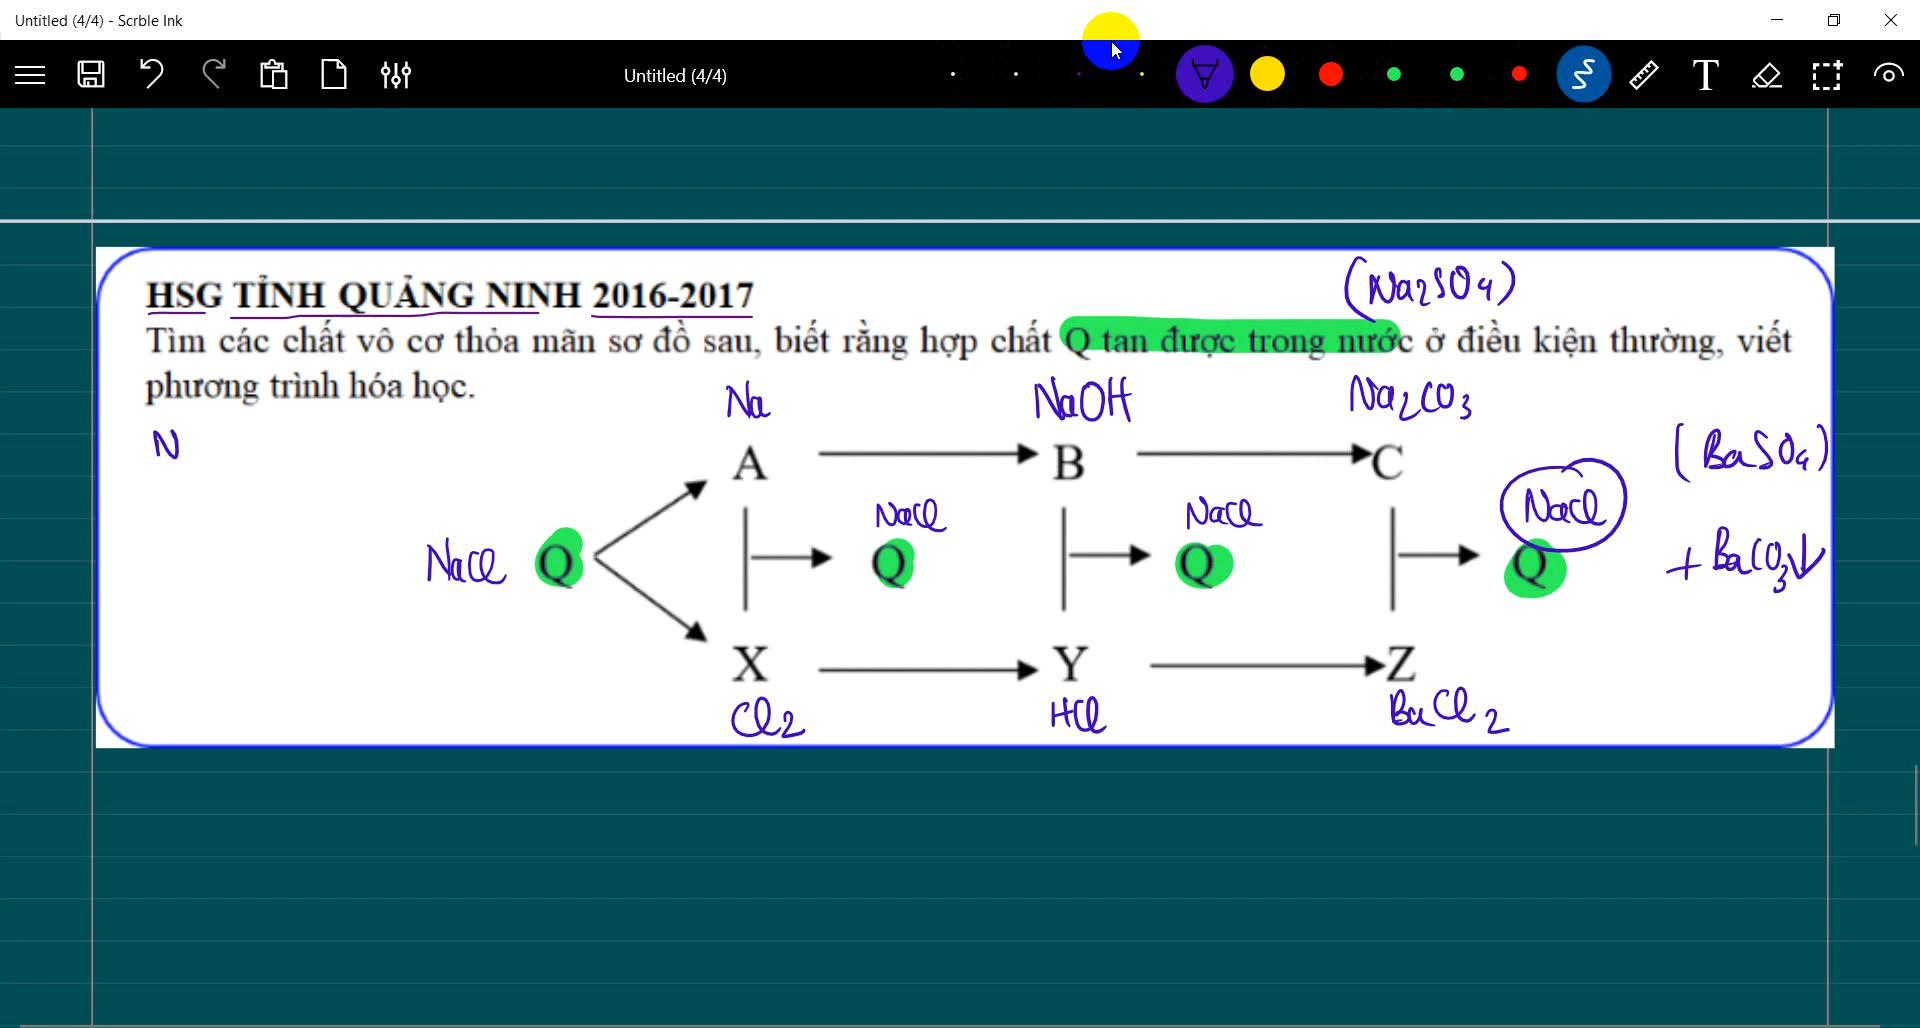 Untitled (4/4) - Scrble Ink
Untitled (4/4)
T
HSG TỈNH QUẢNG NINH 2016-2017
(Na2SO4)
Tìm các chất vô cơ thỏa mãn sơ đồ sau, biết rằng hợp chất Q tan được trong nước ở điều kiện thường, viết
phương trình hóa học.
Na NaOH Na2CO3
N
A B C
(BaSO4)
NaCl NaCl NaCl
NaCl Q Q Q Q
+ BaCO3↓
X Y Z
Cl2 HCl BaCl2